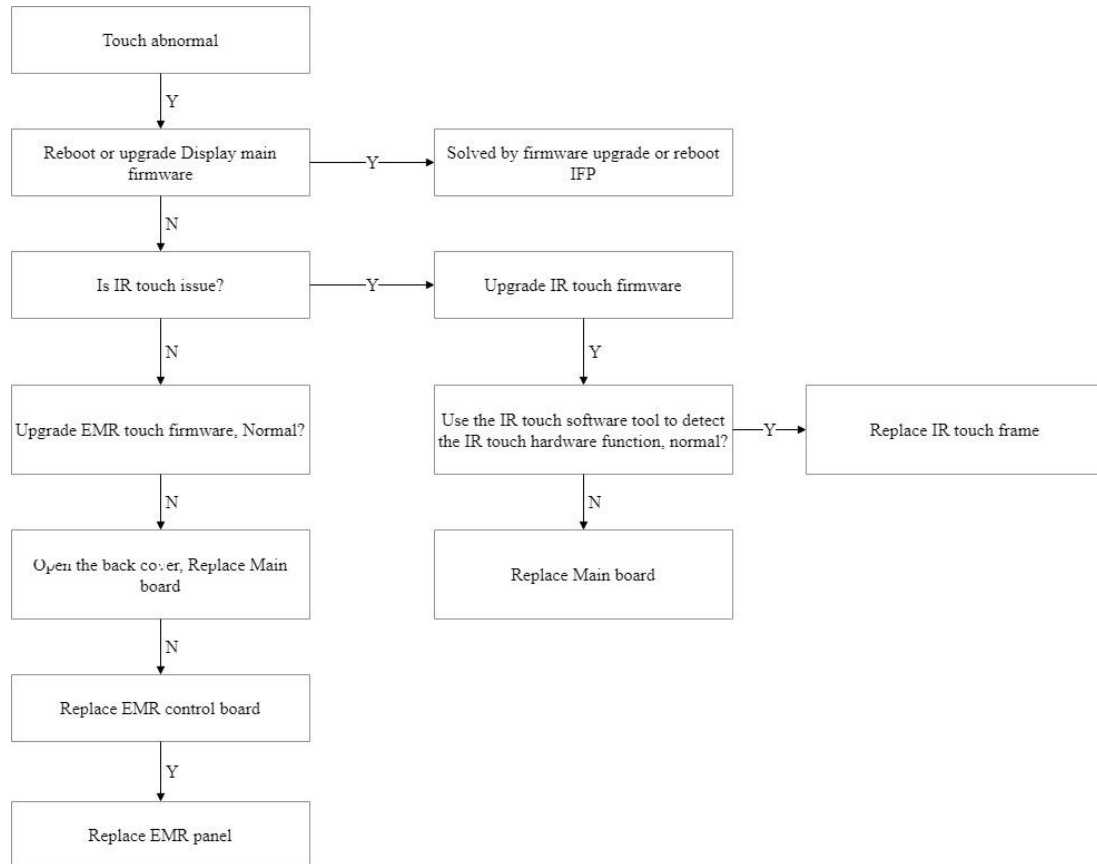 Touch abnormal
Y
Reboot or upgrade Display main
firmware
Y
Solved by firmware upgrade or reboot
IFP
N
Is IR touch issue?
Y
Upgrade IR touch firmware
N
Y
Upgrade EMR touch firmware, Normal?
Use the IR touch software tool to detect
the IR touch hardware function, normal?
Y
Replace IR touch frame
N
N
Open the back cover, Replace Main
board
Replace Main board
N
Replace EMR control board
Y
Replace EMR panel